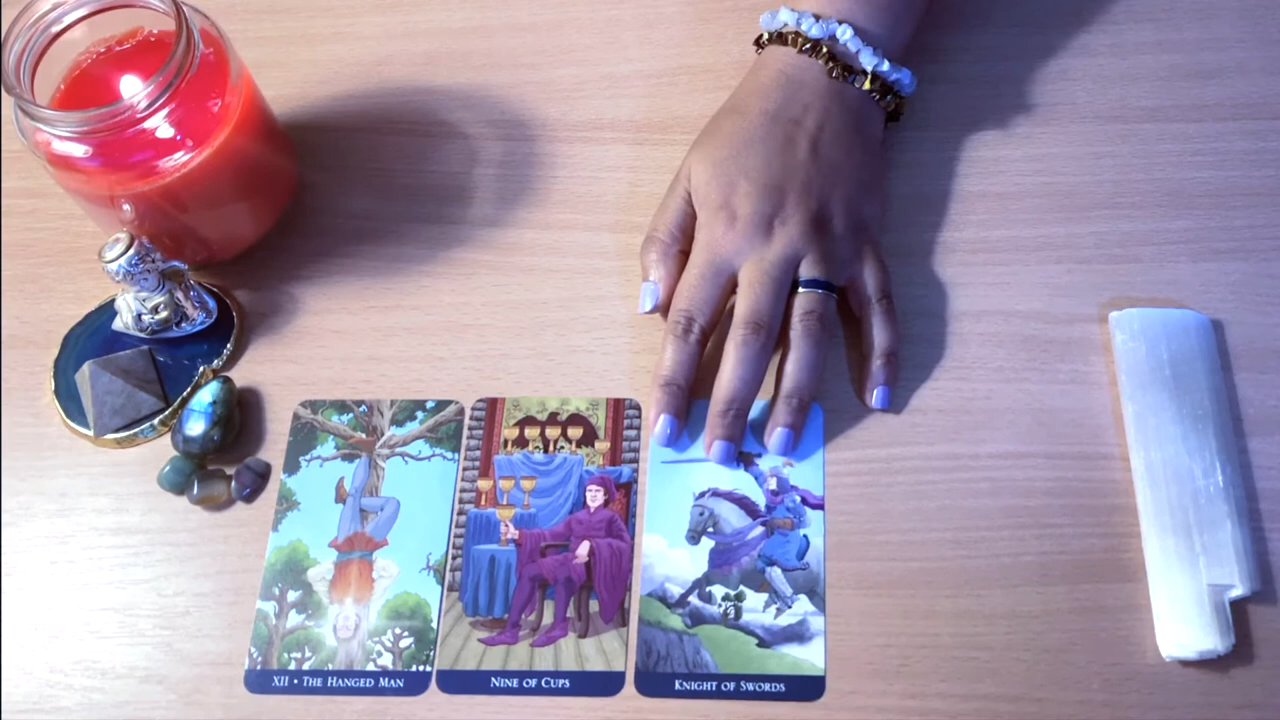 XII • THE HANGED MAN
NINE OF CUPS
KNIGHT OF SWORDS